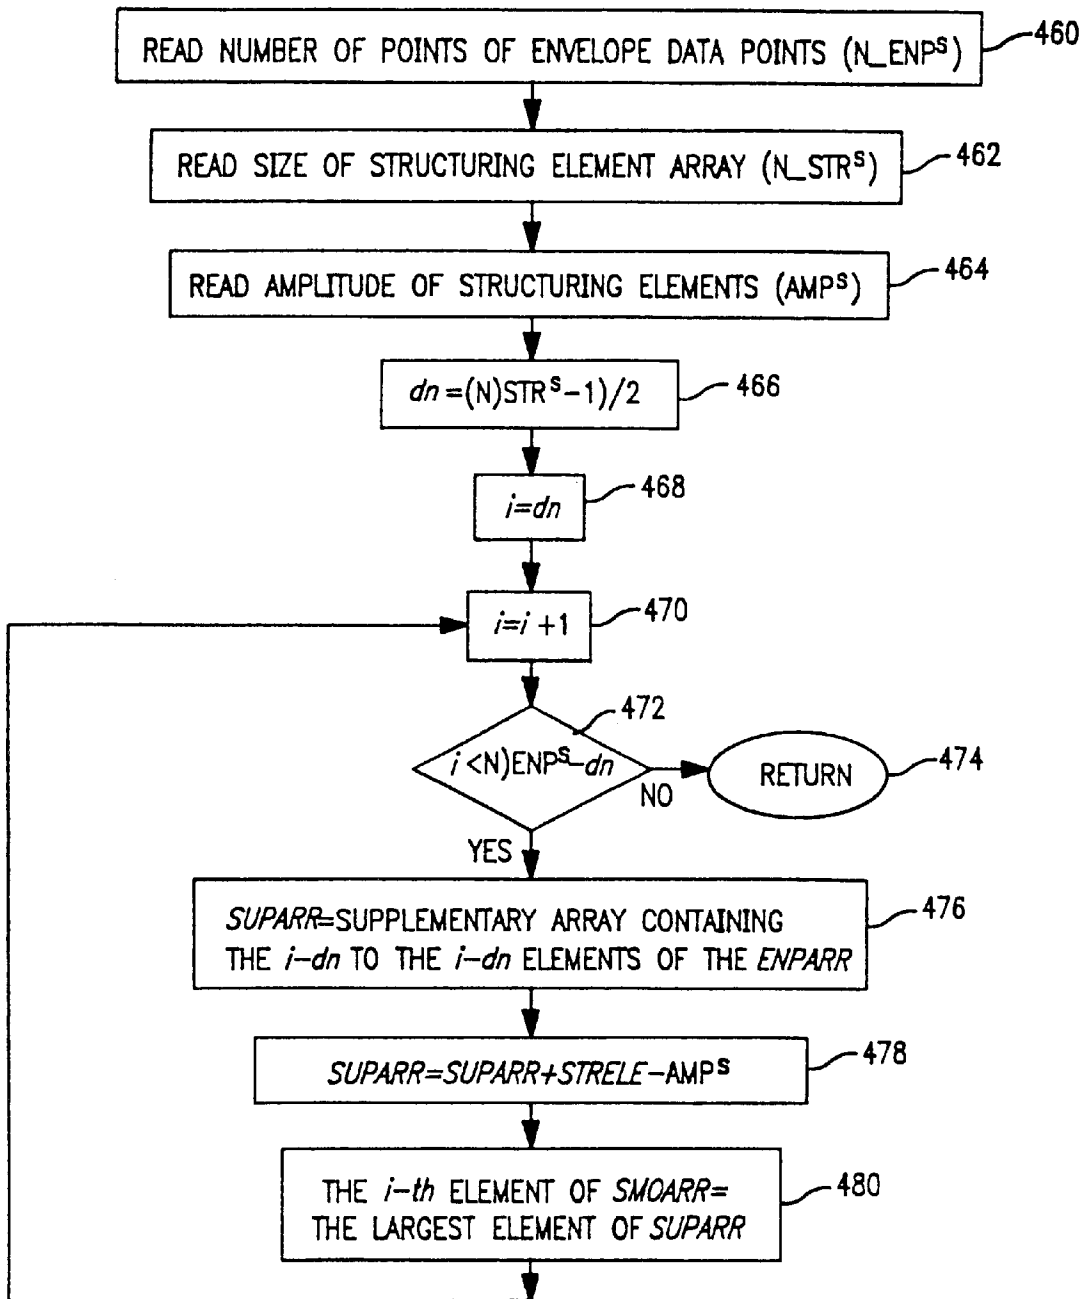 READ NUMBER OF POINTS OF ENVELOPE DATA POINTS (N_ENPS)
460
READ SIZE OF STRUCTURING ELEMENT ARRAY (N_STRS)
462
READ AMPLITUDE OF STRUCTURING ELEMENTS (AMPS)
464
dn=(N)STRS-1)/2
466
i=dn
468
i=i+1
470
i<N)ENPS-dn
472
NO
RETURN
474
YES
SUPARR=SUPPLEMENTARY ARRAY CONTAINING
THE i-dn TO THE i-dn ELEMENTS OF THE ENPARR
476
SUPARR=SUPARR+STRELE-AMPS
478
THE i-th ELEMENT OF SMOARR=
THE LARGEST ELEMENT OF SUPARR
480